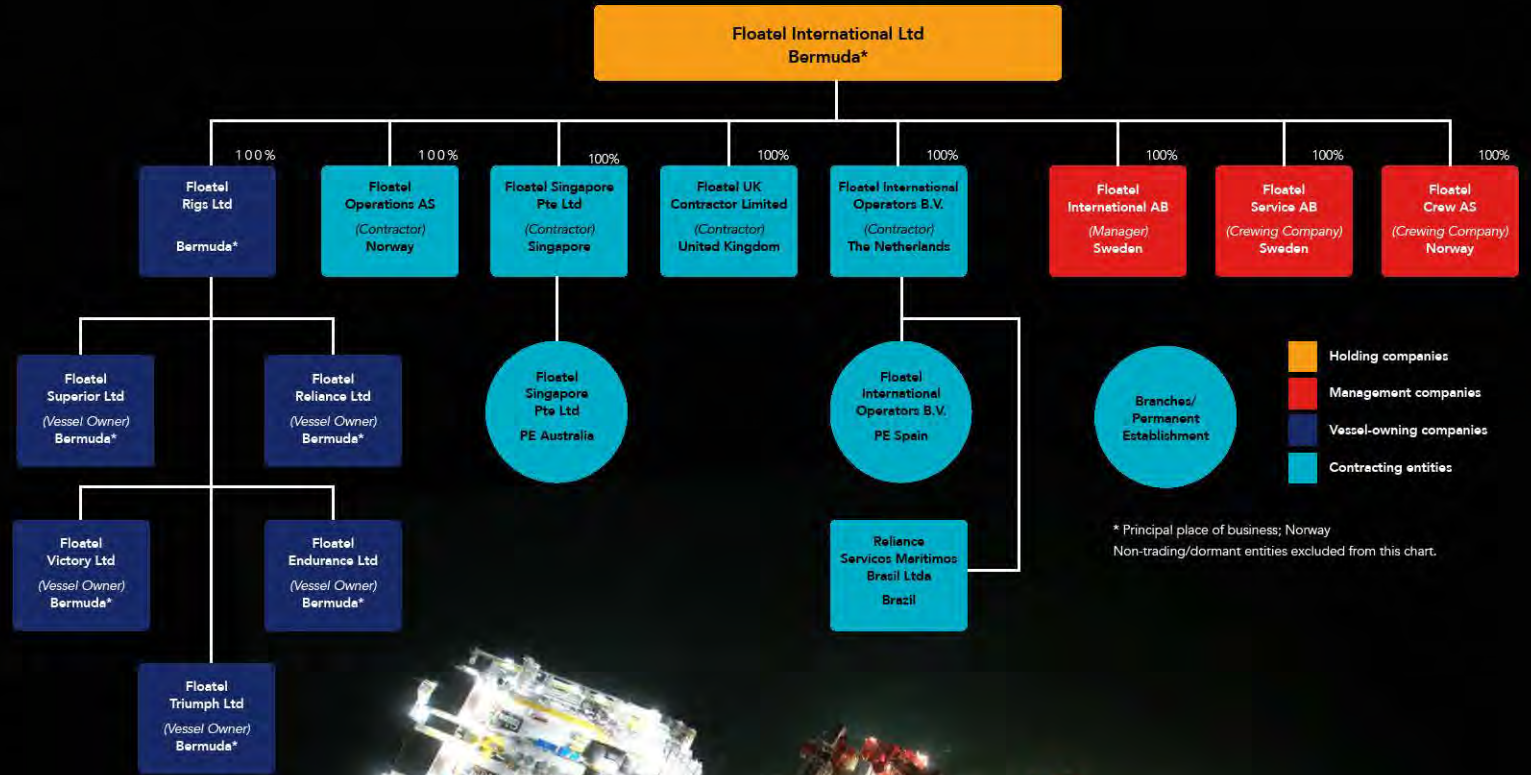 Floatel International Ltd
Bermuda*
100%
100%
100%
100%
100%
100%
100%
100%
Floatel
Rigs Ltd
Bermuda*
Floatel
Operations AS
(Contractor)
Norway
Floatel Singapore
Pte Ltd
(Contractor)
Singapore
Floatel UK
Contractor Limited
(Contractor)
United Kingdom
Floatel International
Operators B.V.
(Contractor)
The Netherlands
Floatel
International AB
(Manager)
Sweden
Floatel
Service AB
(Crewing Company)
Sweden
Floatel
Crew AS
(Crewing Company)
Norway
Floatel
Superior Ltd
(Vessel Owner)
Bermuda*
Floatel
Reliance Ltd
(Vessel Owner)
Bermuda*
Floatel
Singapore
Pte Ltd
PE Australia
Floatel
International
Operators B.V.
PE Spain
Branches/
Permanent
Establishment
Holding companies
Management companies
Vessel-owning companies
Contracting entities
Floatel
Victory Ltd
(Vessel Owner)
Bermuda*
Floatel
Endurance Ltd
(Vessel Owner)
Bermuda*
Reliance
Servicos Maritimos
Brasil Ltda
Brazil
* Principal place of business; Norway
Non-trading/dormant entities excluded from this chart.
Floatel
Triumph Ltd
(Vessel Owner)
Bermuda*